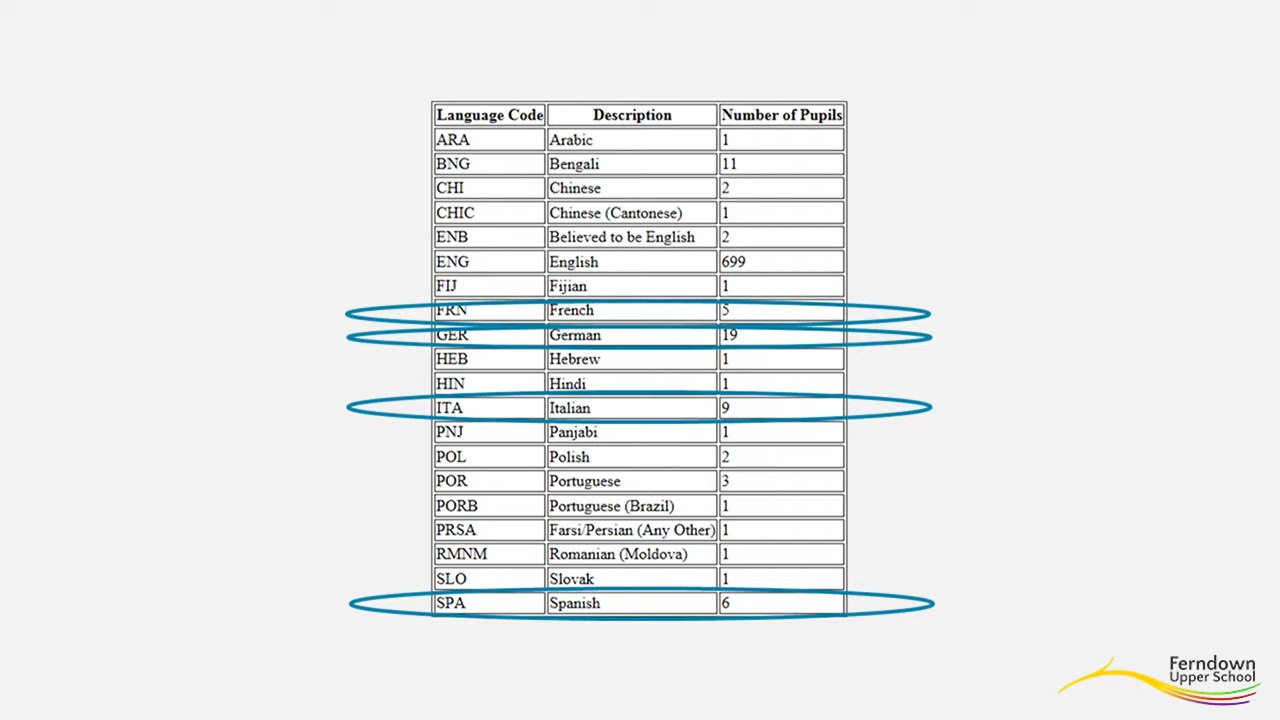 Language Code Description Number of Pupils
ARA Arabic 1
BNG Bengali 11
CHI Chinese 2
CHIC Chinese (Cantonese) 1
ENB Believed to be English 2
ENG English 699
FIJ Fijian 1
FRN French 5
GER German 19
HEB Hebrew 1
HIN Hindi 1
ITA Italian 9
PNJ Panjabi 1
POL Polish 2
POR Portuguese 3
PORB Portuguese (Brazil) 1
PRSA Farsi/Persian (Any Other) 1
RMNM Romanian (Moldova) 1
SLO Slovak 1
SPA Spanish 6
Ferndown
Upper School